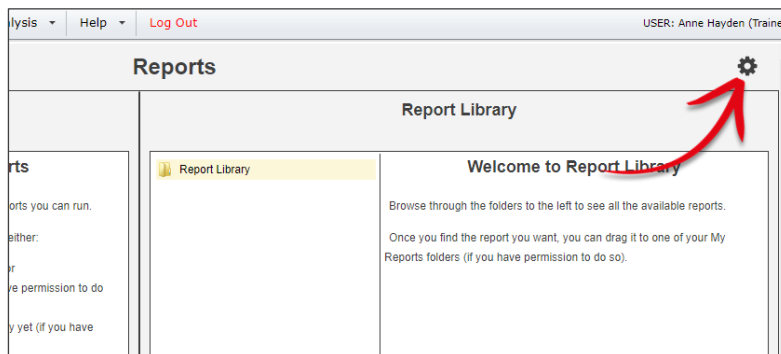 lysis Help Log Out USER: Anne Hayden (Traine
Reports
Report Library
rts
orts you can run.
either:
or
ve permission to do
y yet (if you have
Report Library
Welcome to Report Library
Browse through the folders to the left to see all the available reports.
Once you find the report you want, you can drag it to one of your My
Reports folders (if you have permission to do so).